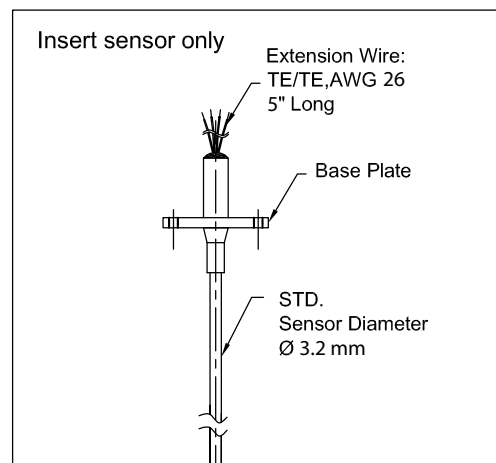 Insert sensor only
Extension Wire:
TE/TE,AWG 26
5" Long
Base Plate
STD.
Sensor Diameter
Ø 3.2 mm